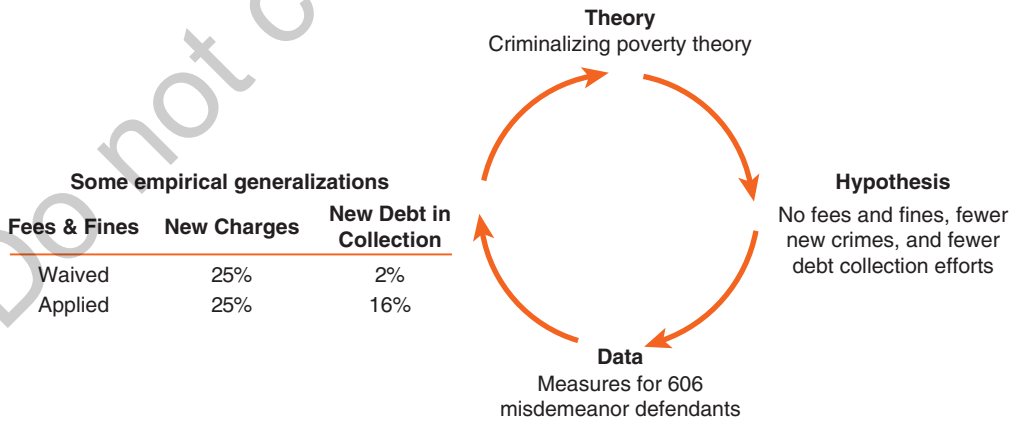 Theory
Criminalizing poverty theory
Hypothesis
No fees and fines, fewer
new crimes, and fewer
debt collection efforts
Data
Measures for 606
misdemeanor defendants
Some empirical generalizations
Fees & Fines New Charges New Debt in
Collection
Waived 25% 2%
Applied 25% 16%
Do not c